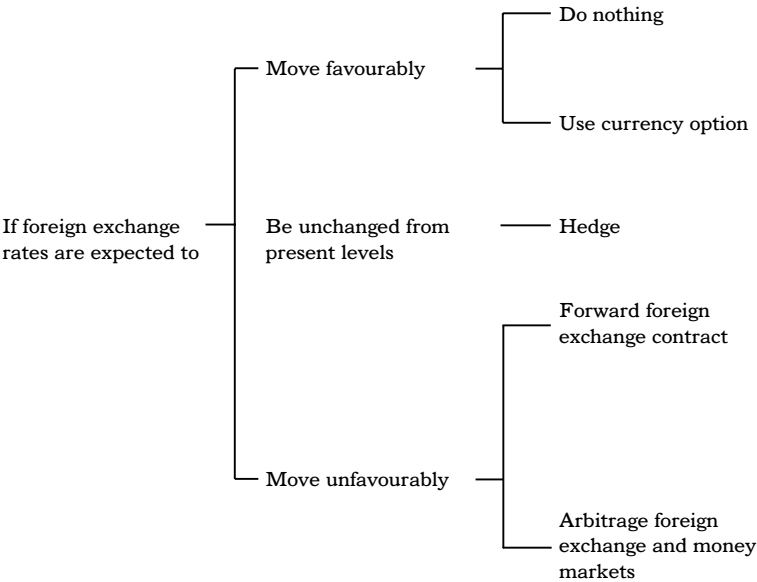 If foreign exchange
rates are expected to
Move favourably
Do nothing
Use currency option
Be unchanged from
present levels
Hedge
Move unfavourably
Forward foreign
exchange contract
Arbitrage foreign
exchange and money
markets